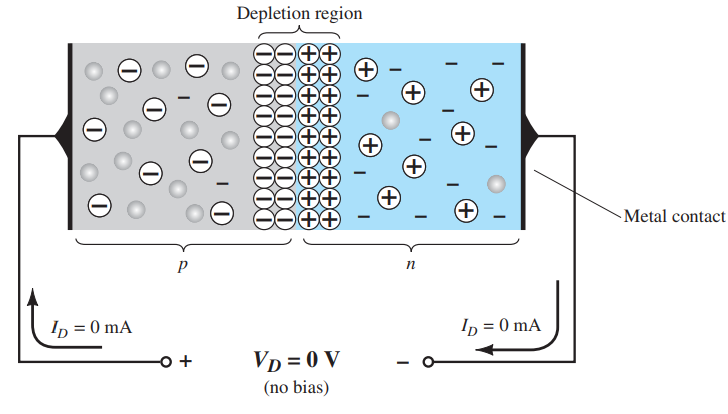 Depletion region
Metal contact
p
n
I_D = 0 mA
I_D = 0 mA
+
V_D = 0 V
–
(no bias)